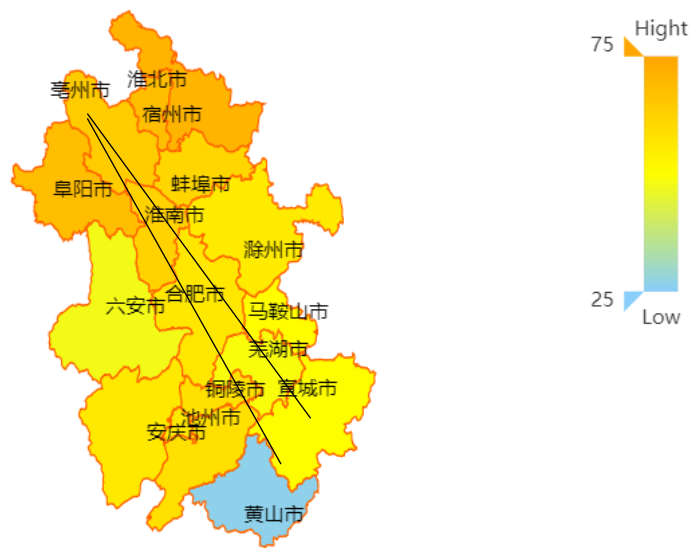 Hight
75
淮北市
亳州市
宿州市
阜阳市
蚌埠市
淮南市
滁州市
合肥市
25
六安市
马鞍山市
Low
芜湖市
铜陵市
宣城市
池州市
安庆市
黄山市